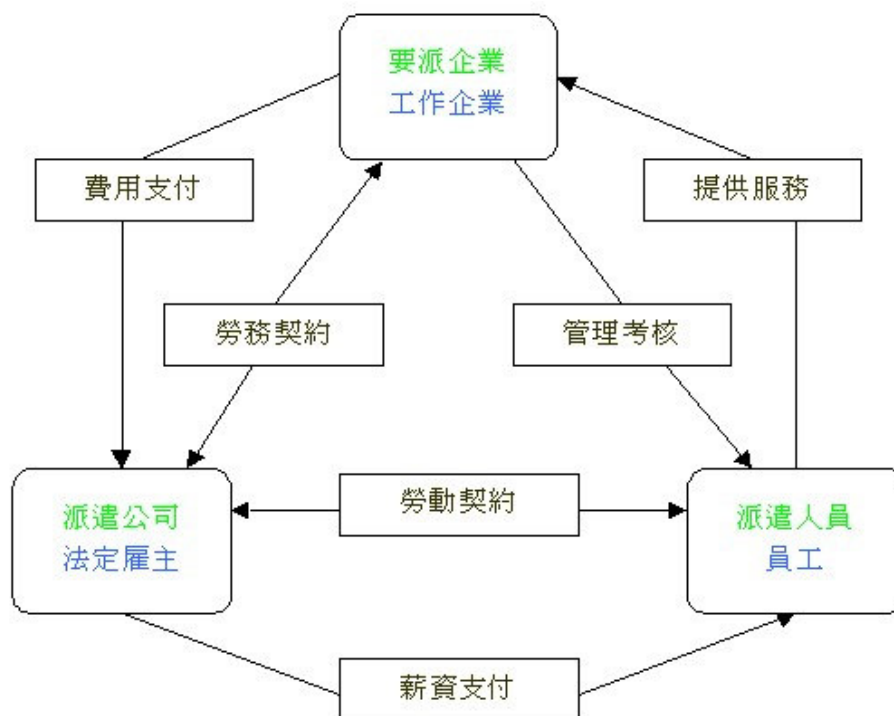 要派企業
工作企業
費用支付
提供服務
勞務契約
管理考核
派遣公司
法定雇主
勞動契約
派遣人員
員工
薪資支付